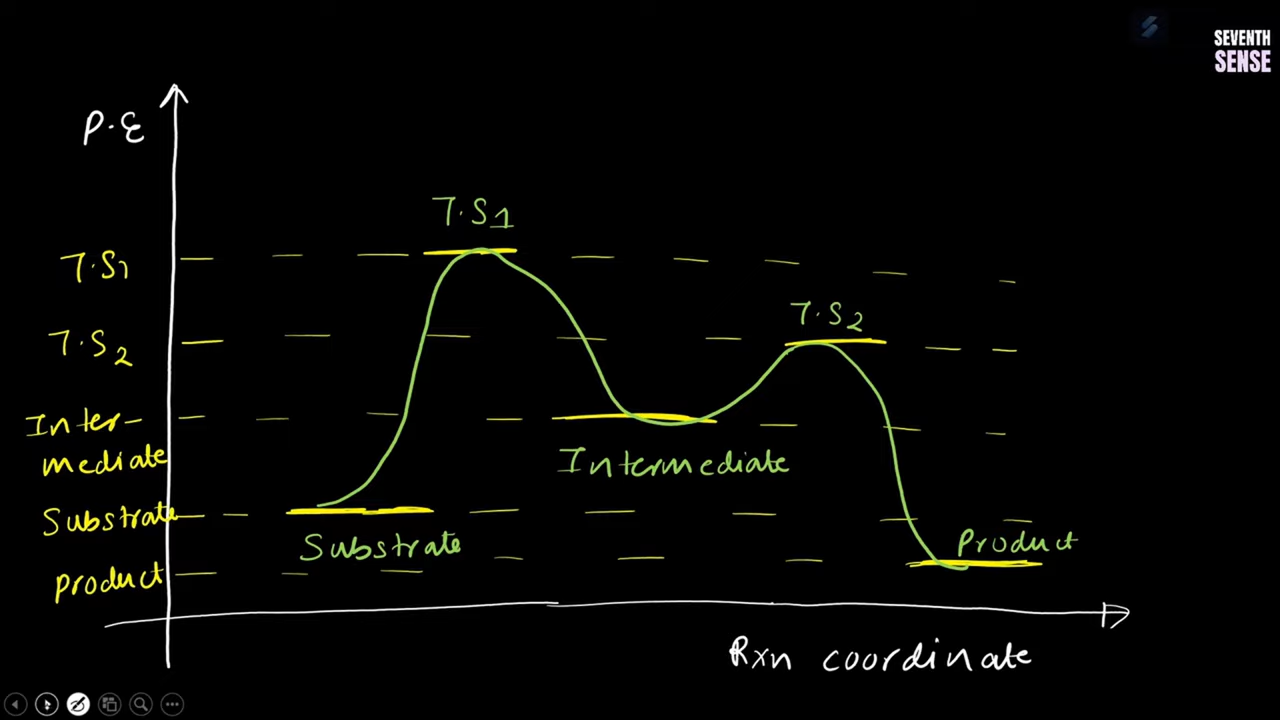 SEVENTH
SENSE
P.E
T.S1
T.S1
T.S2
T.S2
Inter-
mediate
Intermediate
Substrate
Substrate
Product
product
Rxn coordinate